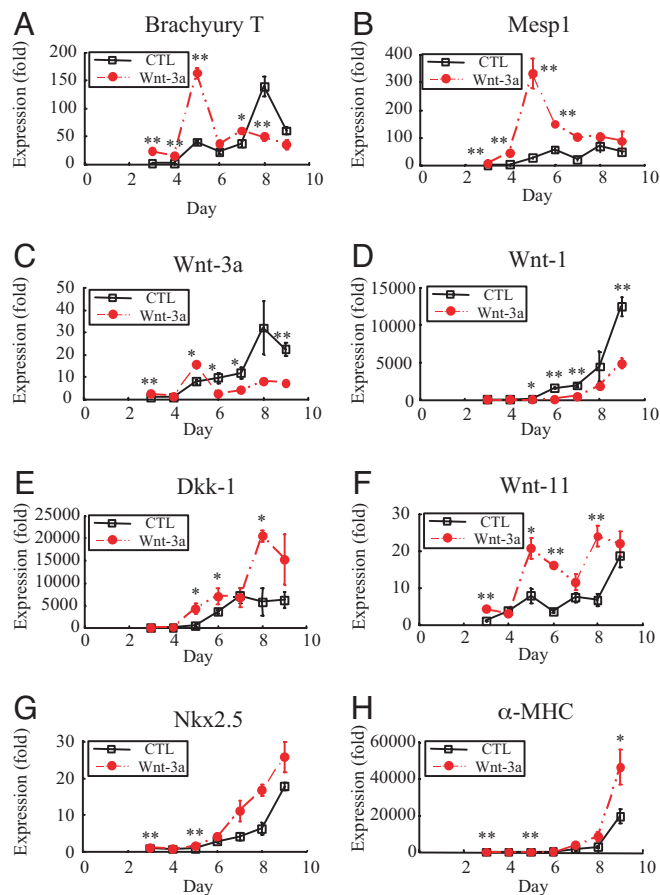 A Brachyury T
Expression (fold)
200
150
100
50
0
CTL
Wnt-3a
** ** ** * **
0 2 4 6 8 10
Day
B Mesp1
Expression (fold)
400
300
200
100
0
CTL
Wnt-3a
** ** ** **
0 2 4 6 8 10
Day
C Wnt-3a
Expression (fold)
50
40
30
20
10
0
CTL
Wnt-3a
** * * * **
0 2 4 6 8 10
Day
D Wnt-1
Expression (fold)
15000
10000
5000
0
CTL
Wnt-3a
* ** ** **
0 2 4 6 8 10
Day
E Dkk-1
Expression (fold)
25000
20000
15000
10000
5000
0
CTL
Wnt-3a
* * *
0 2 4 6 8 10
Day
F Wnt-11
Expression (fold)
30
20
10
0
CTL
Wnt-3a
** * ** **
0 2 4 6 8 10
Day
G Nkx2.5
Expression (fold)
30
20
10
0
CTL
Wnt-3a
** **
0 2 4 6 8 10
Day
H α-MHC
Expression (fold)
60000
40000
20000
0
CTL
Wnt-3a
** ** *
0 2 4 6 8 10
Day